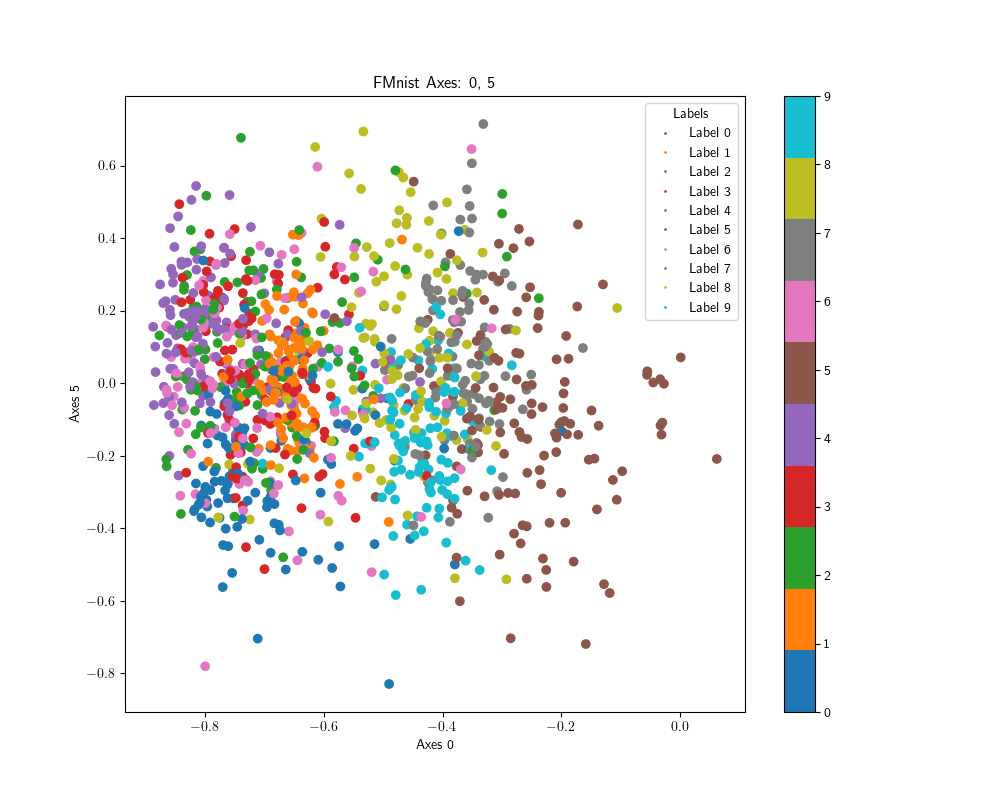 FMnist Axes: 0, 5
Labels
Label 0
Label 1
Label 2
Label 3
Label 4
Label 5
Label 6
Label 7
Label 8
Label 9
0.6
0.4
0.2
0.0
−0.2
−0.4
−0.6
−0.8
Axes 5
−0.8 −0.6 −0.4 −0.2 0.0
Axes 0
9
8
7
6
5
4
3
2
1
0